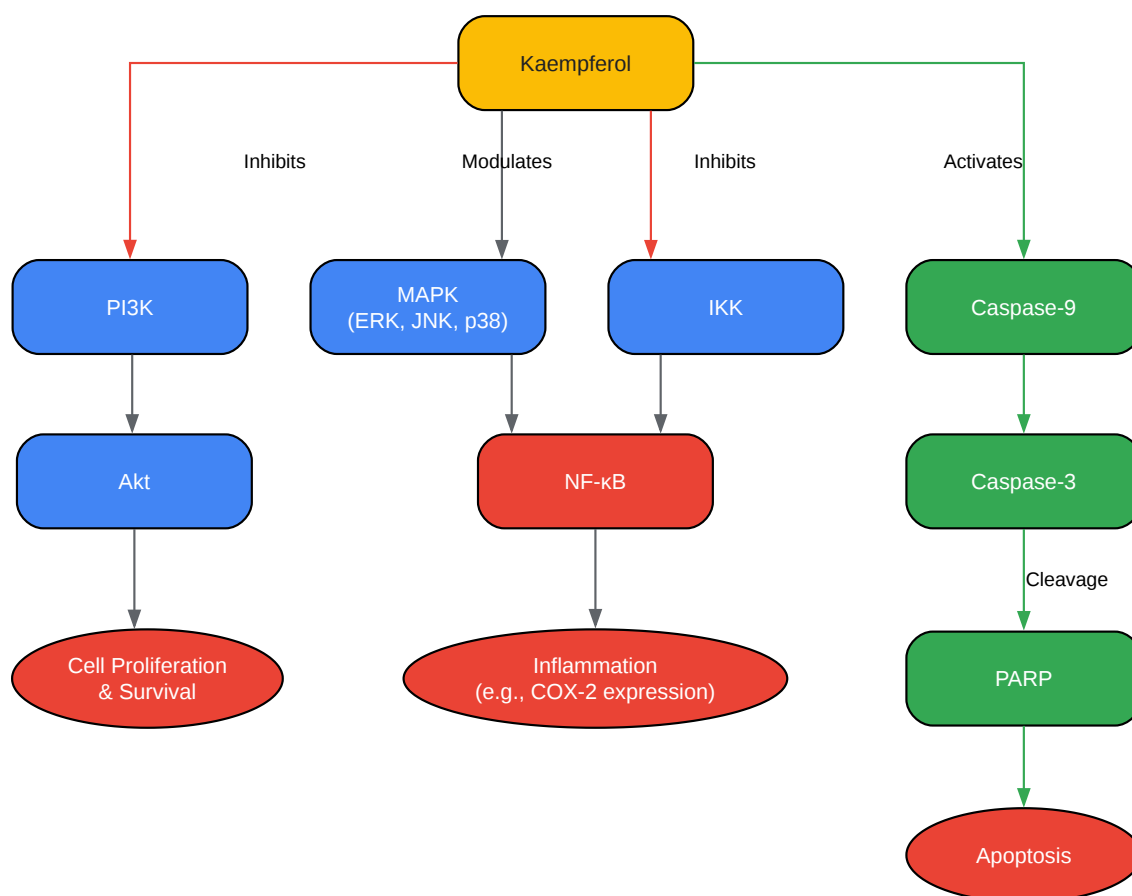 Kaempferol
Inhibits
Modulates
Inhibits
Activates
PI3K
MAPK
(ERK, JNK, p38)
IKK
Caspase-9
Akt
NF-κB
Caspase-3
Cleavage
Cell Proliferation
& Survival
Inflammation
(e.g., COX-2 expression)
PARP
Apoptosis